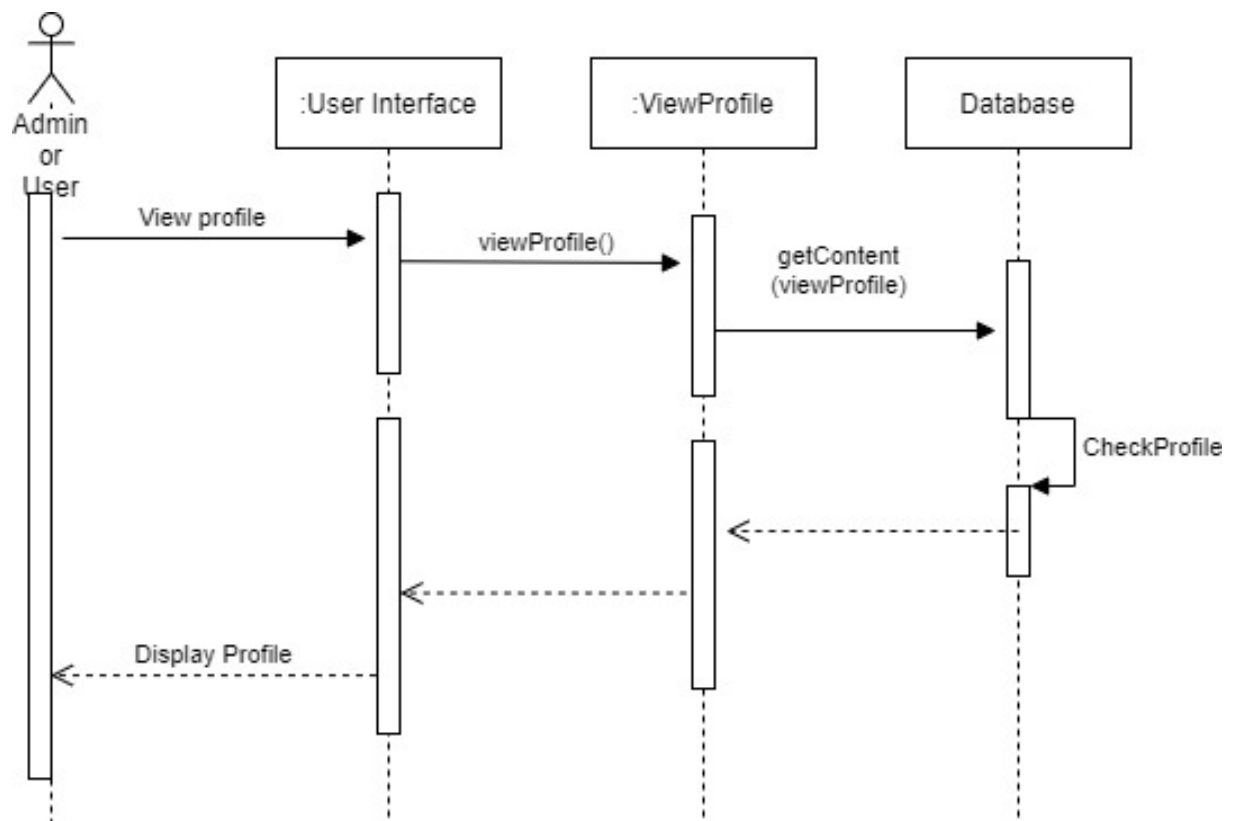 Admin
or
User
:User Interface
:ViewProfile
Database
View profile
viewProfile()
getContent
(viewProfile)
CheckProfile
Display Profile